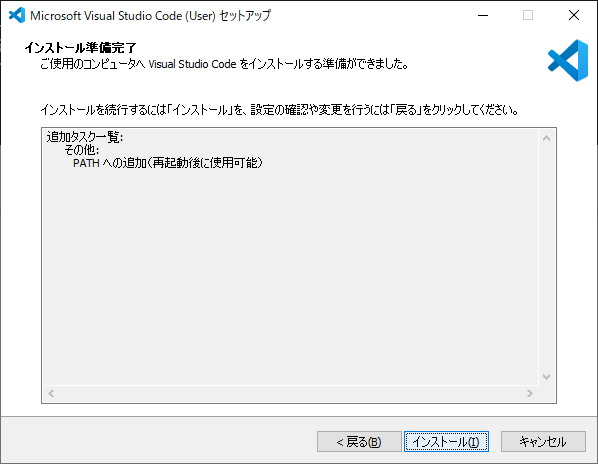 Microsoft Visual Studio Code (User) セットアップ
インストール準備完了
ご使用のコンピュータへ Visual Studio Code をインストールする準備ができました。
インストールを続行するには「インストール」を、設定の確認や変更を行うには「戻る」をクリックしてください。
追加タスク一覧:
その他:
PATH への追加（再起動後に使用可能）
< 戻る(B)
インストール(I)
キャンセル